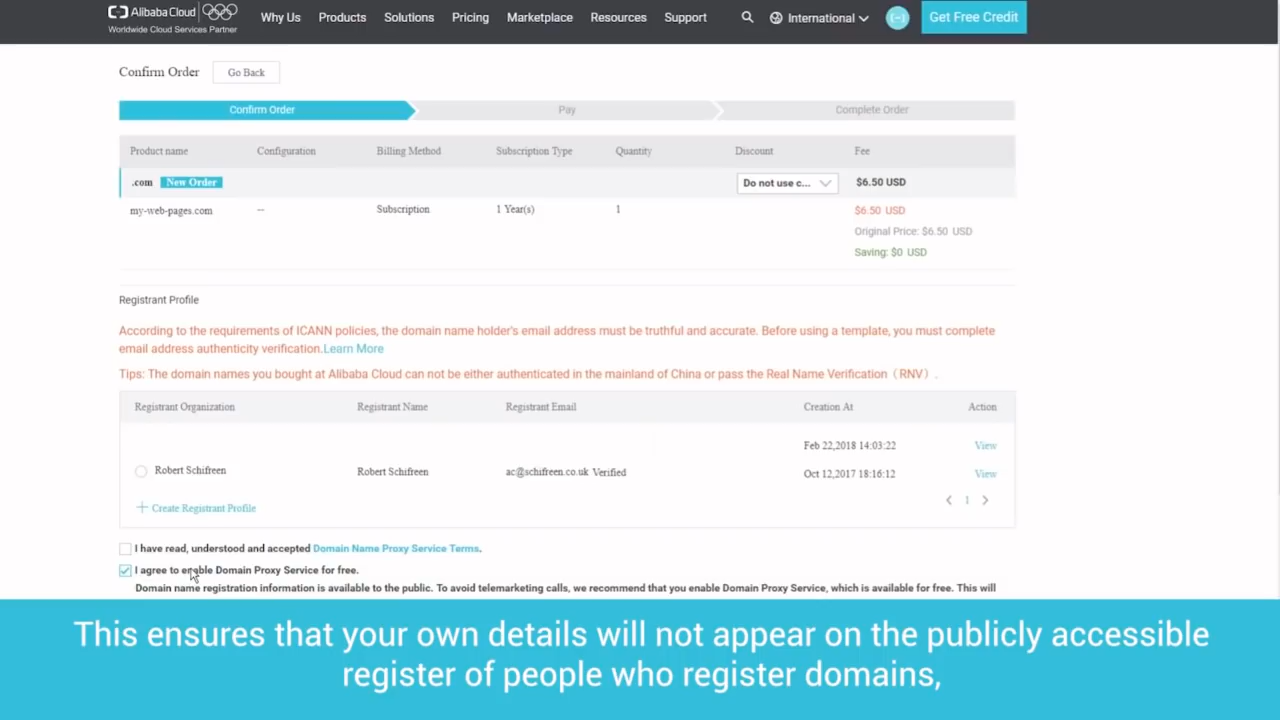 Alibaba Cloud
Worldwide Cloud Services Partner
Why Us Products Solutions Pricing Marketplace Resources Support International Get Free Credit
Confirm Order Go Back
Confirm Order Pay Complete Order
Product name Configuration Billing Method Subscription Type Quantity Discount Fee
.com New Order Do not use c... $6.50 USD
my-web-pages.com -- Subscription 1 Year(s) 1 $6.50 USD
Original Price: $6.50 USD
Saving: $0 USD
Registrant Profile
According to the requirements of ICANN policies, the domain name holder's email address must be truthful and accurate. Before using a template, you must complete
email address authenticity verification.Learn More
Tips: The domain names you bought at Alibaba Cloud can not be either authenticated in the mainland of China or pass the Real Name Verification（RNV）.
Registrant Organization Registrant Name Registrant Email Creation At Action
Feb 22,2018 14:03:22 View
Robert Schifreen Robert Schifreen ac@schifreen.co.uk Verified Oct 12,2017 18:16:12 View
Create Registrant Profile < 1 >
I have read, understood and accepted Domain Name Proxy Service Terms.
I agree to enable Domain Proxy Service for free.
Domain name registration information is available to the public. To avoid telemarketing calls, we recommend that you enable Domain Proxy Service, which is available for free. This will
This ensures that your own details will not appear on the publicly accessible
register of people who register domains,